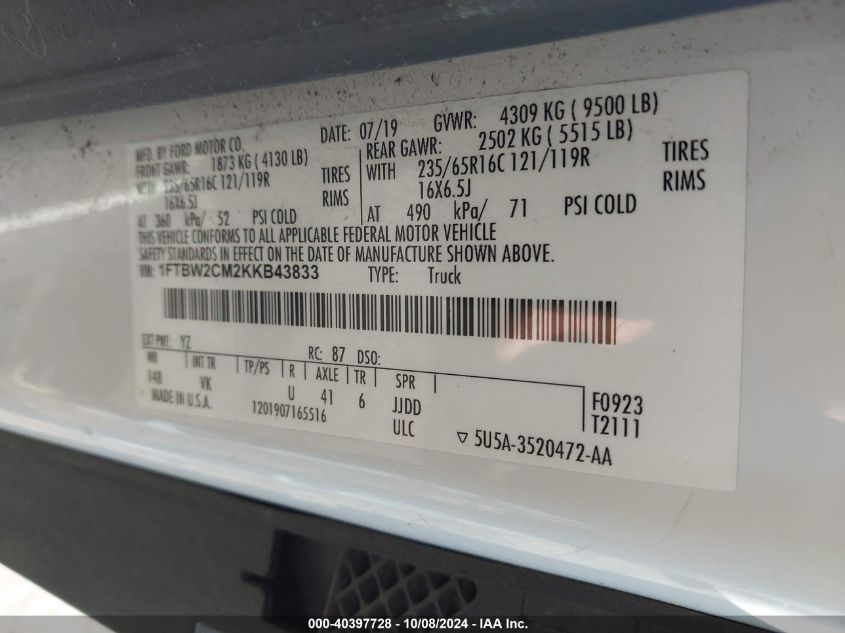 MFD. BY FORD MOTOR CO.
DATE: 07/19 GVWR: 4309 KG ( 9500 LB)
FRONT GAWR: 1873 KG ( 4130 LB)
REAR GAWR: 2502 KG ( 5515 LB)
WITH 235/65R16C 121/119R TIRES
WITH 235/65R16C 121/119R TIRES
16X6.5J RIMS
16X6.5J RIMS
AT 360 kPa/ 52 PSI COLD
AT 490 kPa/ 71 PSI COLD
THIS VEHICLE CONFORMS TO ALL APPLICABLE FEDERAL MOTOR VEHICLE
SAFETY STANDARDS IN EFFECT ON THE DATE OF MANUFACTURE SHOWN ABOVE.
VIN: 1FTBW2CM2KKB43833 TYPE: Truck
EXT PNT: YZ RC: 87 DSO:
WB INT TR TP/PS R AXLE TR SPR
148 VK U 41 6 JJDD F0923
MADE IN U.S.A. 1201907165516 ULC T2111
5U5A-3520472-AA
000-40397728 - 10/08/2024 - IAA Inc.